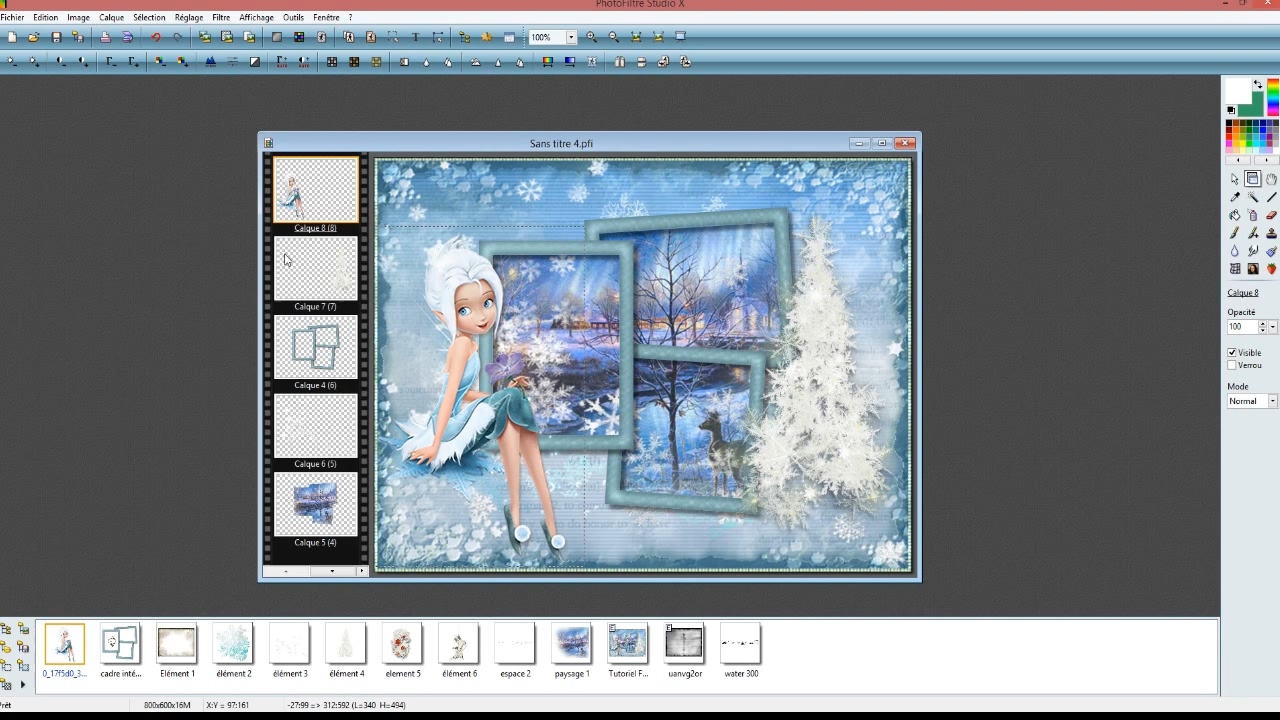 PhotoFiltre Studio X
Fichier Edition Image Calque Sélection Réglage Filtre Affichage Outils Fenêtre ?
100%
Sans titre 4.pfi
Calque 8 (8)
Calque 7 (7)
Calque 4 (6)
Calque 6 (5)
Calque 5 (4)
Calque 8
Opacité
100
Visible
Verrou
Mode
Normal
0_17f5d0_3... cadre inté... Elément 1 élément 2 élément 3 élément 4 element 5 élément 6 espace 2 paysage 1 Tutoriel F... uanvg2or water 300
Prêt 800x600x16M X:Y = 97:161 -27:99 => 312:592 (L=340 H=494)